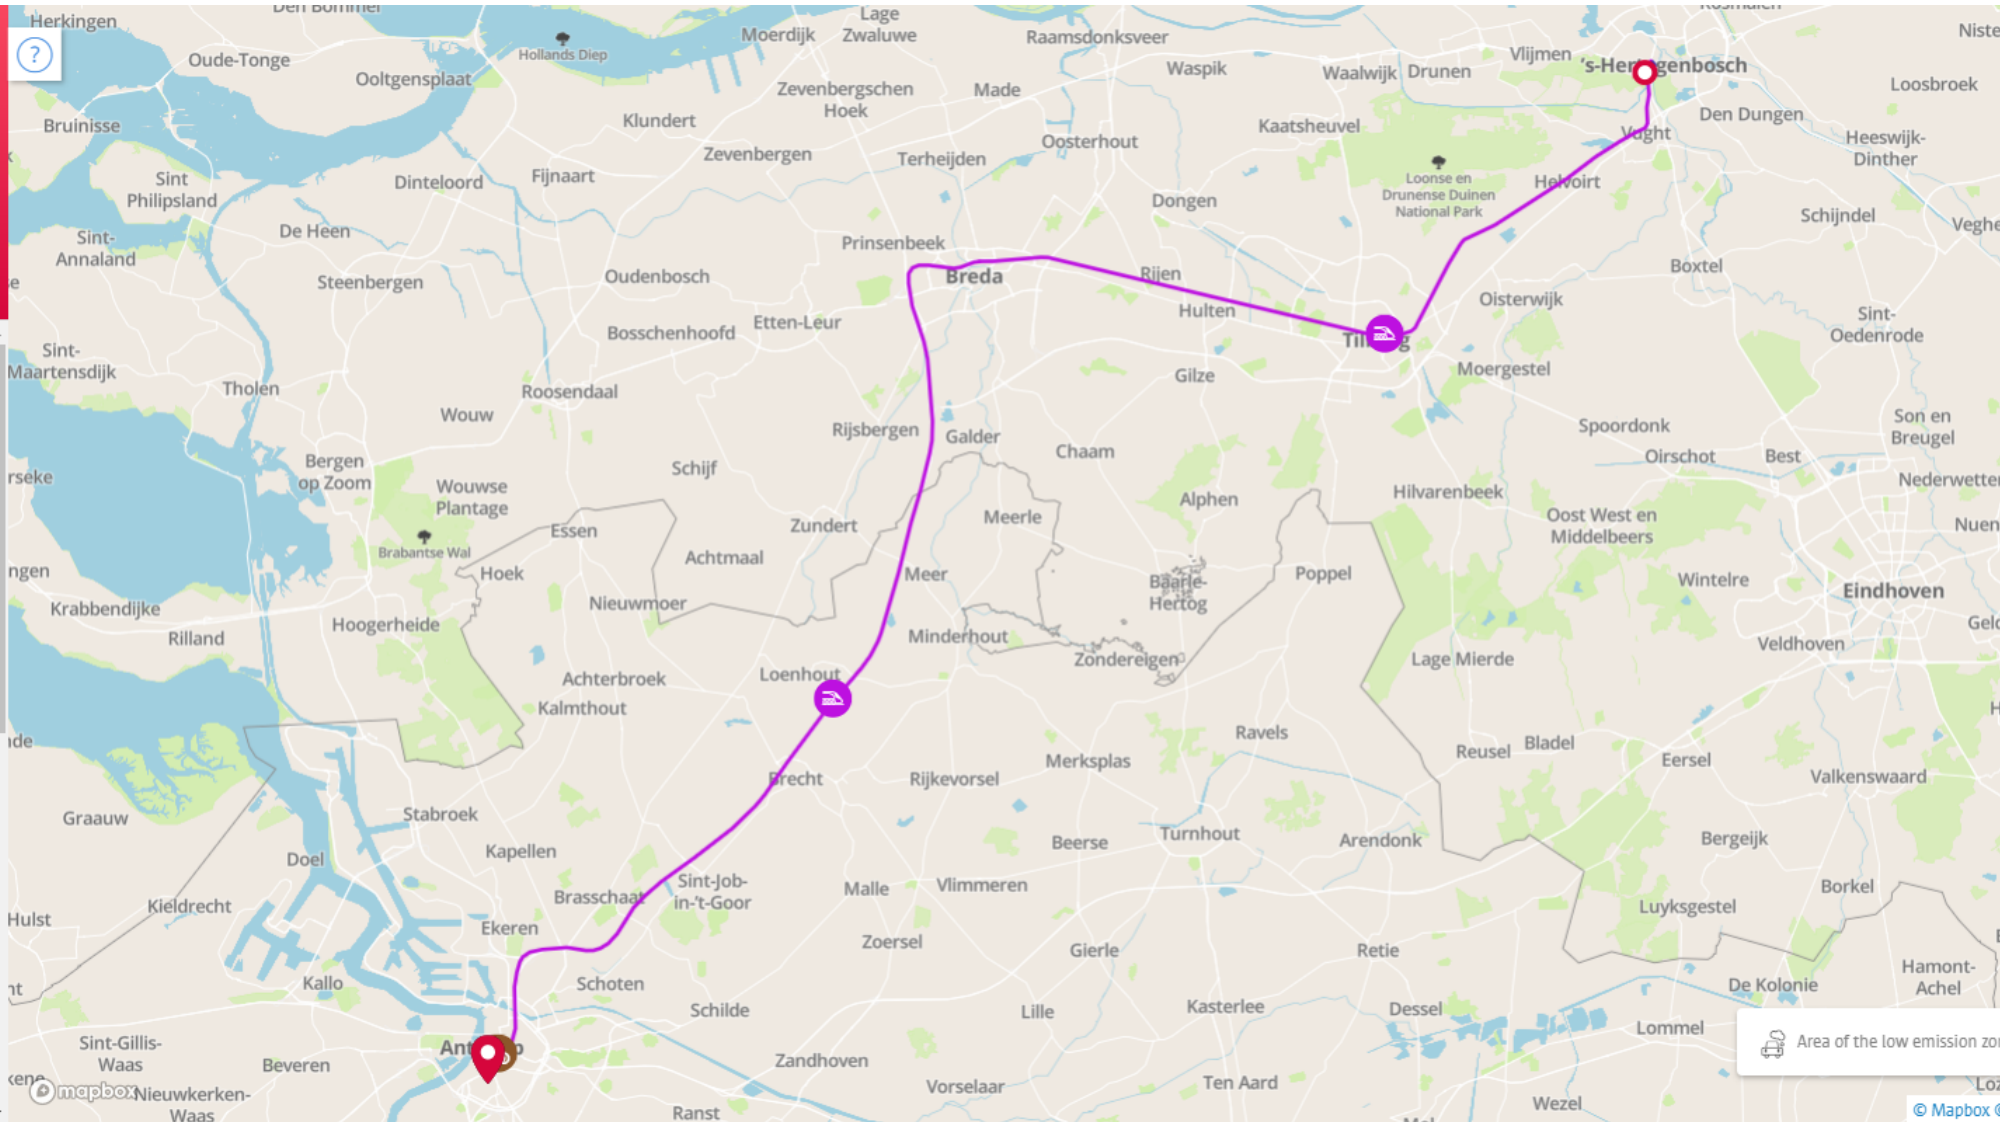 Herkingen
Den Bommel
Lage
Zwaluwe
Moerdijk
Raamsdonksveer
Oude-Tonge
Hollands Diep
Ooltgensplaat
Waspik
Waalwijk
Drunen
Vlijmen
Loosbroek
Zevenbergschen
Hoek
Made
Bruinisse
Klundert
Kaatsheuvel
Den Dungen
Vught
Heeswijk-
Dinther
Oosterhout
Zevenbergen
Terheijden
Sint
Philipsland
Dinteloord
Fijnaart
Loonse en
Drunense Duinen
National Park
Helvoirt
Dongen
Schijndel
De Heen
Sint-
Annaland
Prinsenbeek
Steenbergen
Oudenbosch
Breda
Rijen
Boxtel
Oisterwijk
Hulten
Etten-Leur
Bosschenhoofd
Sint-
Oedenrode
Sint-
Maartensdijk
Gilze
Moergestel
Tholen
Roosendaal
Wouw
Rijsbergen
Galder
Chaam
Spoordonk
Son en
Breugel
Oirschot
Best
Bergen
op Zoom
Schijf
Wouwse
Plantage
Alphen
Hilvarenbeek
Meerle
Zundert
Essen
Oost West en
Middelbeers
Brabantse Wal
Achtmaal
Hoek
Meer
Baarle-
Hertog
Poppel
Wintelre
Eindhoven
Krabbendijke
Nieuwmoer
Hoogerheide
Rilland
Minderhout
Veldhoven
Zondereigen
Lage Mierde
Achterbroek
Loenhout
Kalmthout
Ravels
Reusel
Bladel
Merksplas
Eersel
Brecht
Rijkevorsel
Valkenswaard
Graauw
Stabroek
Turnhout
Beerse
Arendonk
Bergeijk
Kapellen
Doel
Sint-Job-
in-'t-Goor
Malle
Vlimmeren
Borkel
Brasschaat
Kieldrecht
Hulst
Luyksgestel
Ekeren
Zoersel
Gierle
Retie
Hamont-
Achel
Kallo
Schoten
De Kolonie
Schilde
Lille
Kasterlee
Dessel
Lommel
Sint-Gillis-
Waas
Beveren
Zandhoven
Area of the low emission
Vorselaar
Ten Aard
mapbox
Nieuwkerken-
Waas
Ranst
Wezel
© Mapbox
?